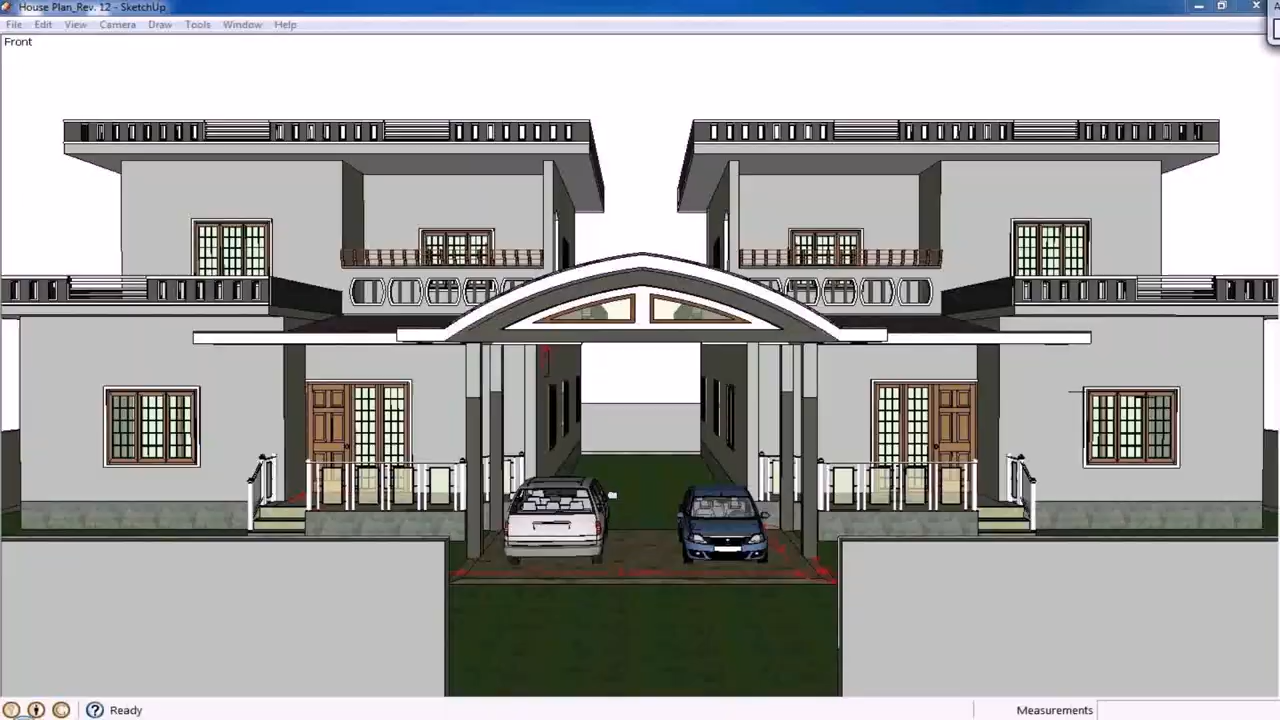 House Plan_Rev. 12 - SketchUp
File Edit View Camera Draw Tools Window Help
Front
Ready
Measurements